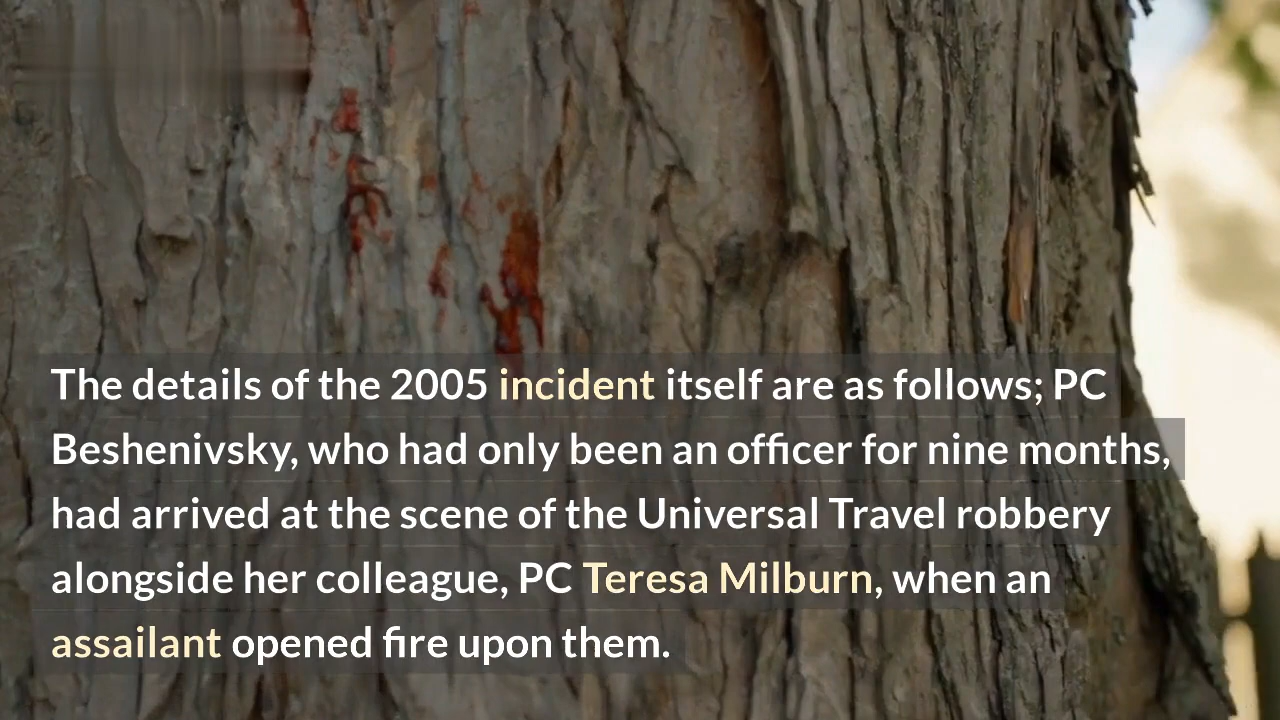 The details of the 2005 incident itself are as follows; PC
Beshenivsky, who had only been an officer for nine months,
had arrived at the scene of the Universal Travel robbery
alongside her colleague, PC Teresa Milburn, when an
assailant opened fire upon them.